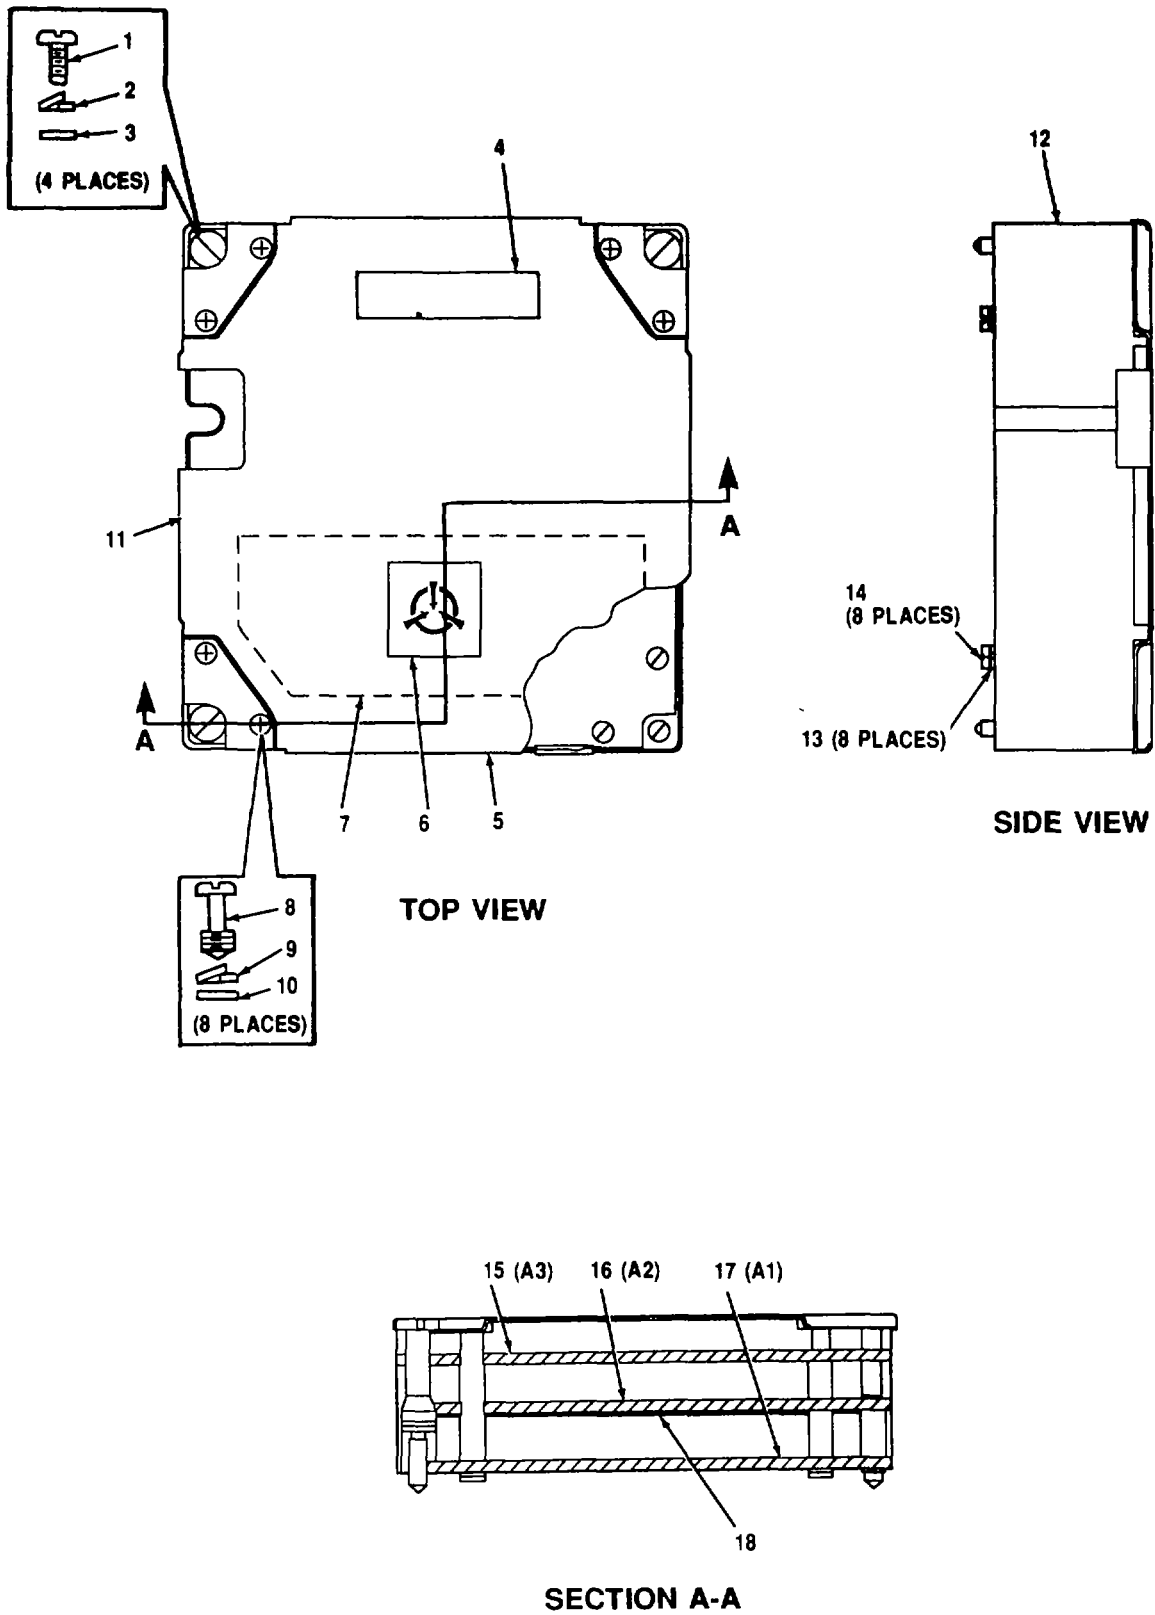 1
2
3
(4 PLACES)
4
12
A
11
14
(8 PLACES)
A
13 (8 PLACES)
7
6
5
SIDE VIEW
8
TOP VIEW
9
10
(8 PLACES)
15 (A3)
16 (A2)
17 (A1)
18
SECTION A-A